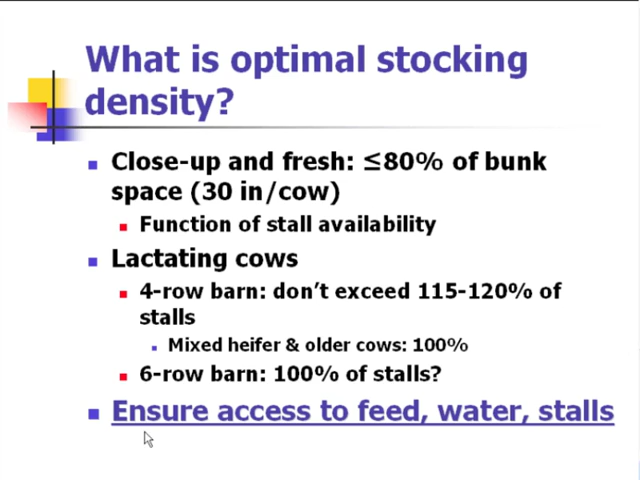 What is optimal stocking
density?
Close-up and fresh: ≤80% of bunk
space (30 in/cow)
Function of stall availability
Lactating cows
4-row barn: don't exceed 115-120% of
stalls
Mixed heifer & older cows: 100%
6-row barn: 100% of stalls?
Ensure access to feed, water, stalls